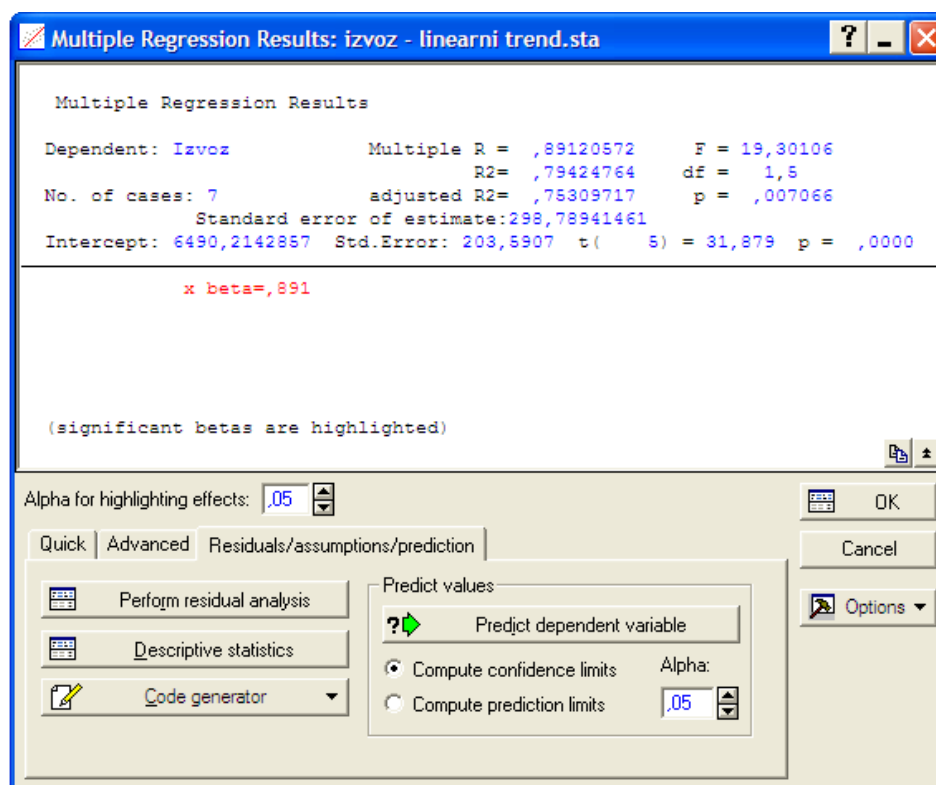 Multiple Regression Results: izvoz - linearni trend.sta
Multiple Regression Results
Dependent: Izvoz Multiple R = ,89120572 F = 19,30106
R2= ,79424764 df = 1,5
No. of cases: 7 adjusted R2= ,75309717 p = ,007066
Standard error of estimate:298,78941461
Intercept: 6490,2142857 Std.Error: 203,5907 t( 5) = 31,879 p = ,0000
x beta=,891
(significant betas are highlighted)
Alpha for highlighting effects: ,05
OK
Quick Advanced Residuals/assumptions/prediction
Cancel
Perform residual analysis
Descriptive statistics
Code generator
Predict values
Predict dependent variable
Compute confidence limits
Compute prediction limits
Alpha:
,05
Options